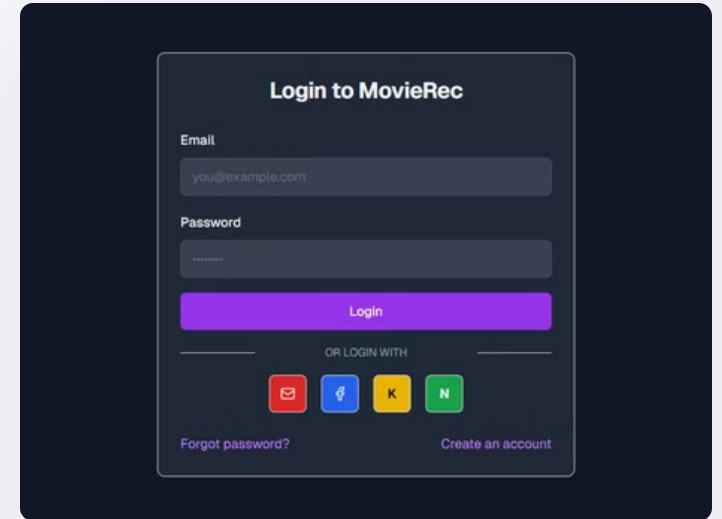 Login to MovieRec
Email
you@example.com
Password
········
Login
OR LOGIN WITH
K N
Forgot password? Create an account